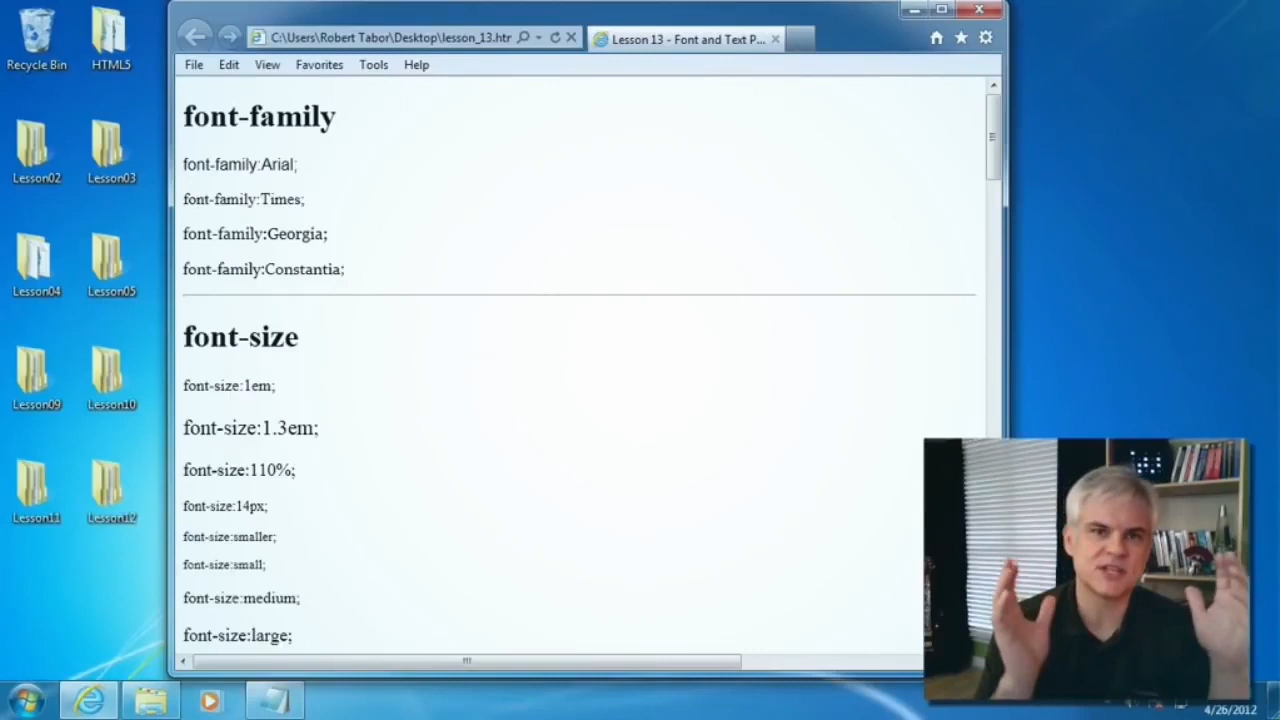 Recycle Bin
HTML5
Lesson02
Lesson03
Lesson04
Lesson05
Lesson09
Lesson10
Lesson11
Lesson12
C:\Users\Robert Tabor\Desktop\lesson_13.htr
Lesson 13 - Font and Text P...
File Edit View Favorites Tools Help
font-family
font-family:Arial;
font-family:Times;
font-family:Georgia;
font-family:Constantia;
font-size
font-size:1em;
font-size:1.3em;
font-size:110%;
font-size:14px;
font-size:smaller;
font-size:small;
font-size:medium;
font-size:large;
4/26/2012